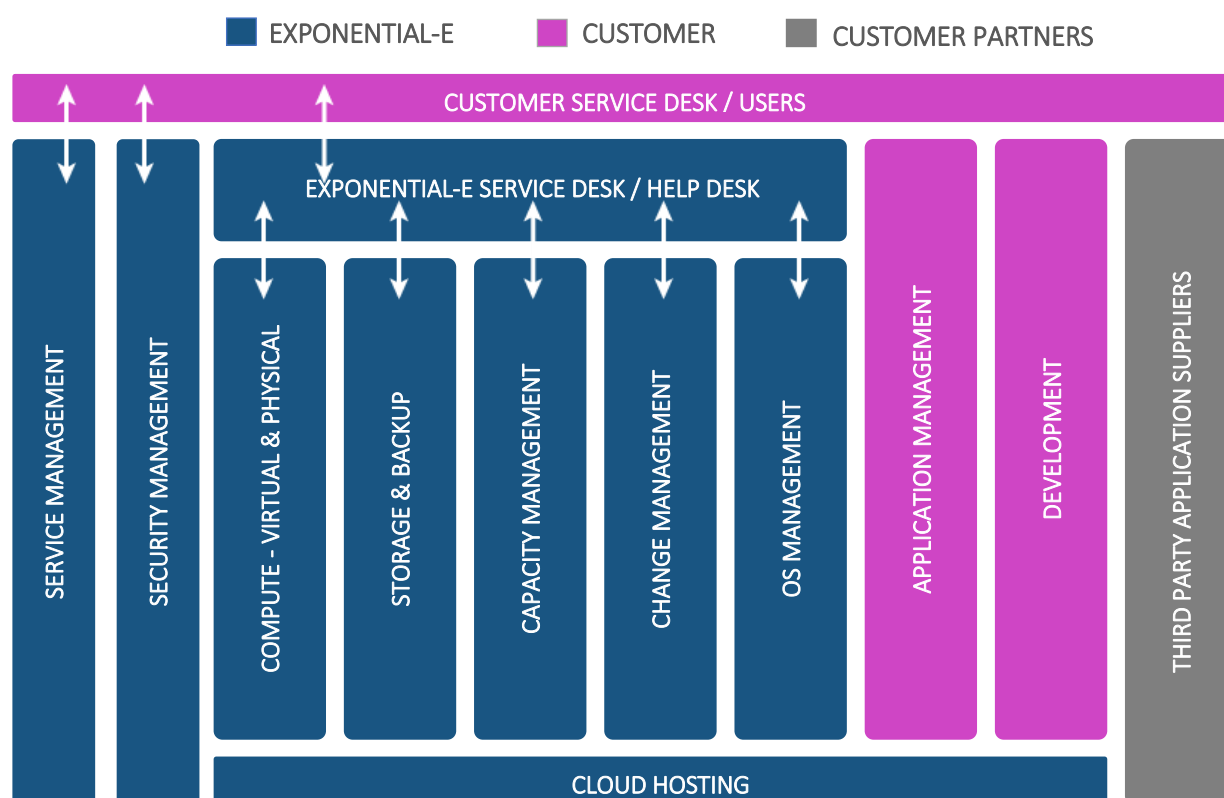 EXPONENTIAL-E
CUSTOMER
CUSTOMER PARTNERS
CUSTOMER SERVICE DESK / USERS
EXPONENTIAL-E SERVICE DESK / HELP DESK
SERVICE MANAGEMENT
SECURITY MANAGEMENT
COMPUTE - VIRTUAL & PHYSICAL
STORAGE & BACKUP
CAPACITY MANAGEMENT
CHANGE MANAGEMENT
OS MANAGEMENT
APPLICATION MANAGEMENT
DEVELOPMENT
THIRD PARTY APPLICATION SUPPLIERS
CLOUD HOSTING